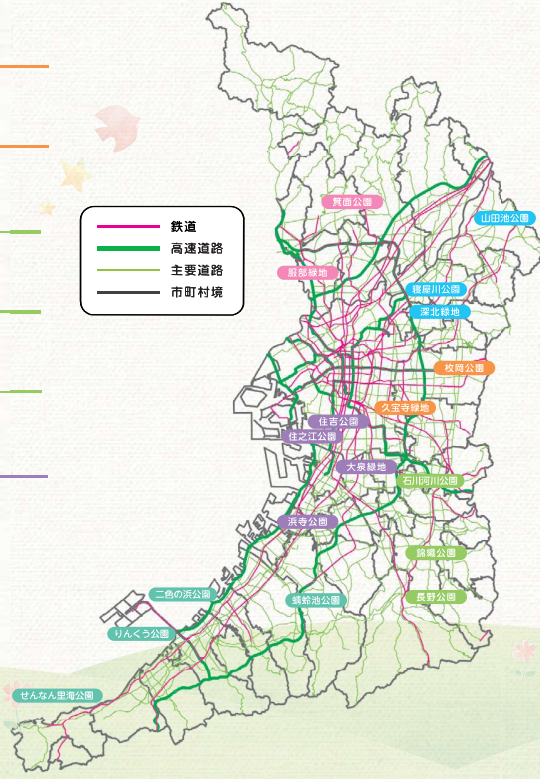 鉄道
高速道路
主要道路
市町村境
箕面公園
山田池公園
服部緑地
寝屋川公園
深北緑地
枚岡公園
久宝寺緑地
住吉公園
住之江公園
大泉緑地
石川河川公園
浜寺公園
錦織公園
二色の浜公園
蜻蛉池公園
長野公園
りんくう公園
せんなん里海公園